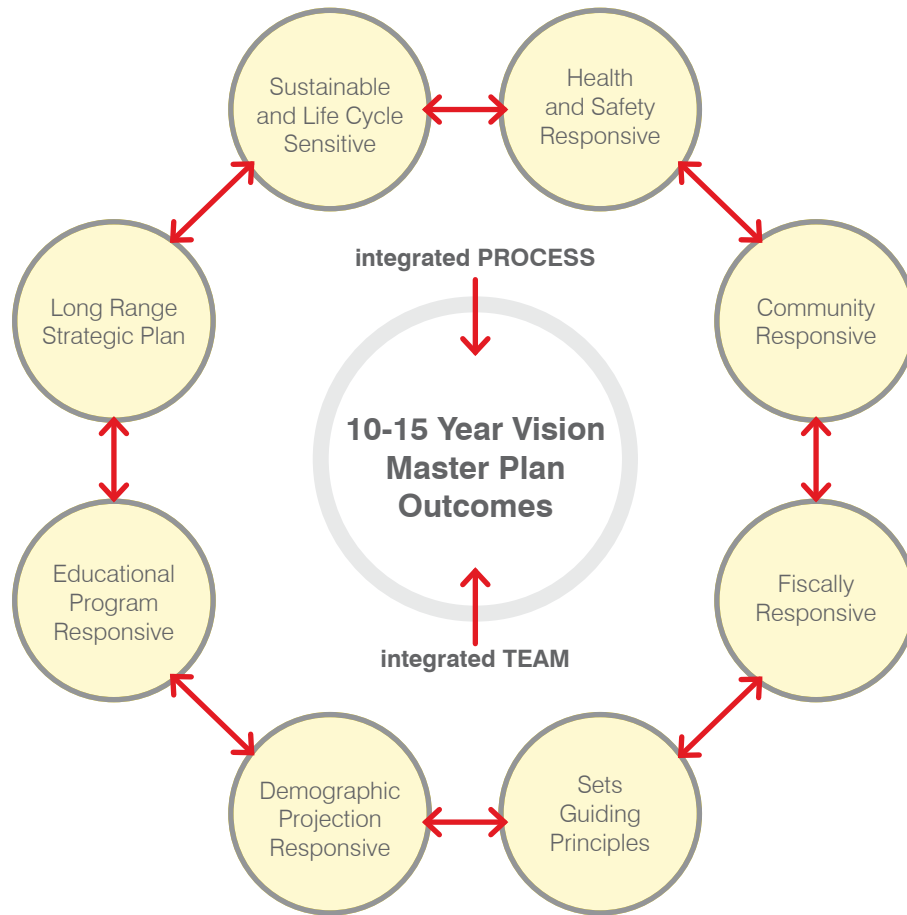 Sustainable
and Life Cycle
Sensitive
Health
and Safety
Responsive
integrated PROCESS
Long Range
Strategic Plan
Community
Responsive
10-15 Year Vision
Master Plan
Outcomes
Educational
Program
Responsive
Fiscally
Responsive
integrated TEAM
Demographic
Projection
Responsive
Sets
Guiding
Principles